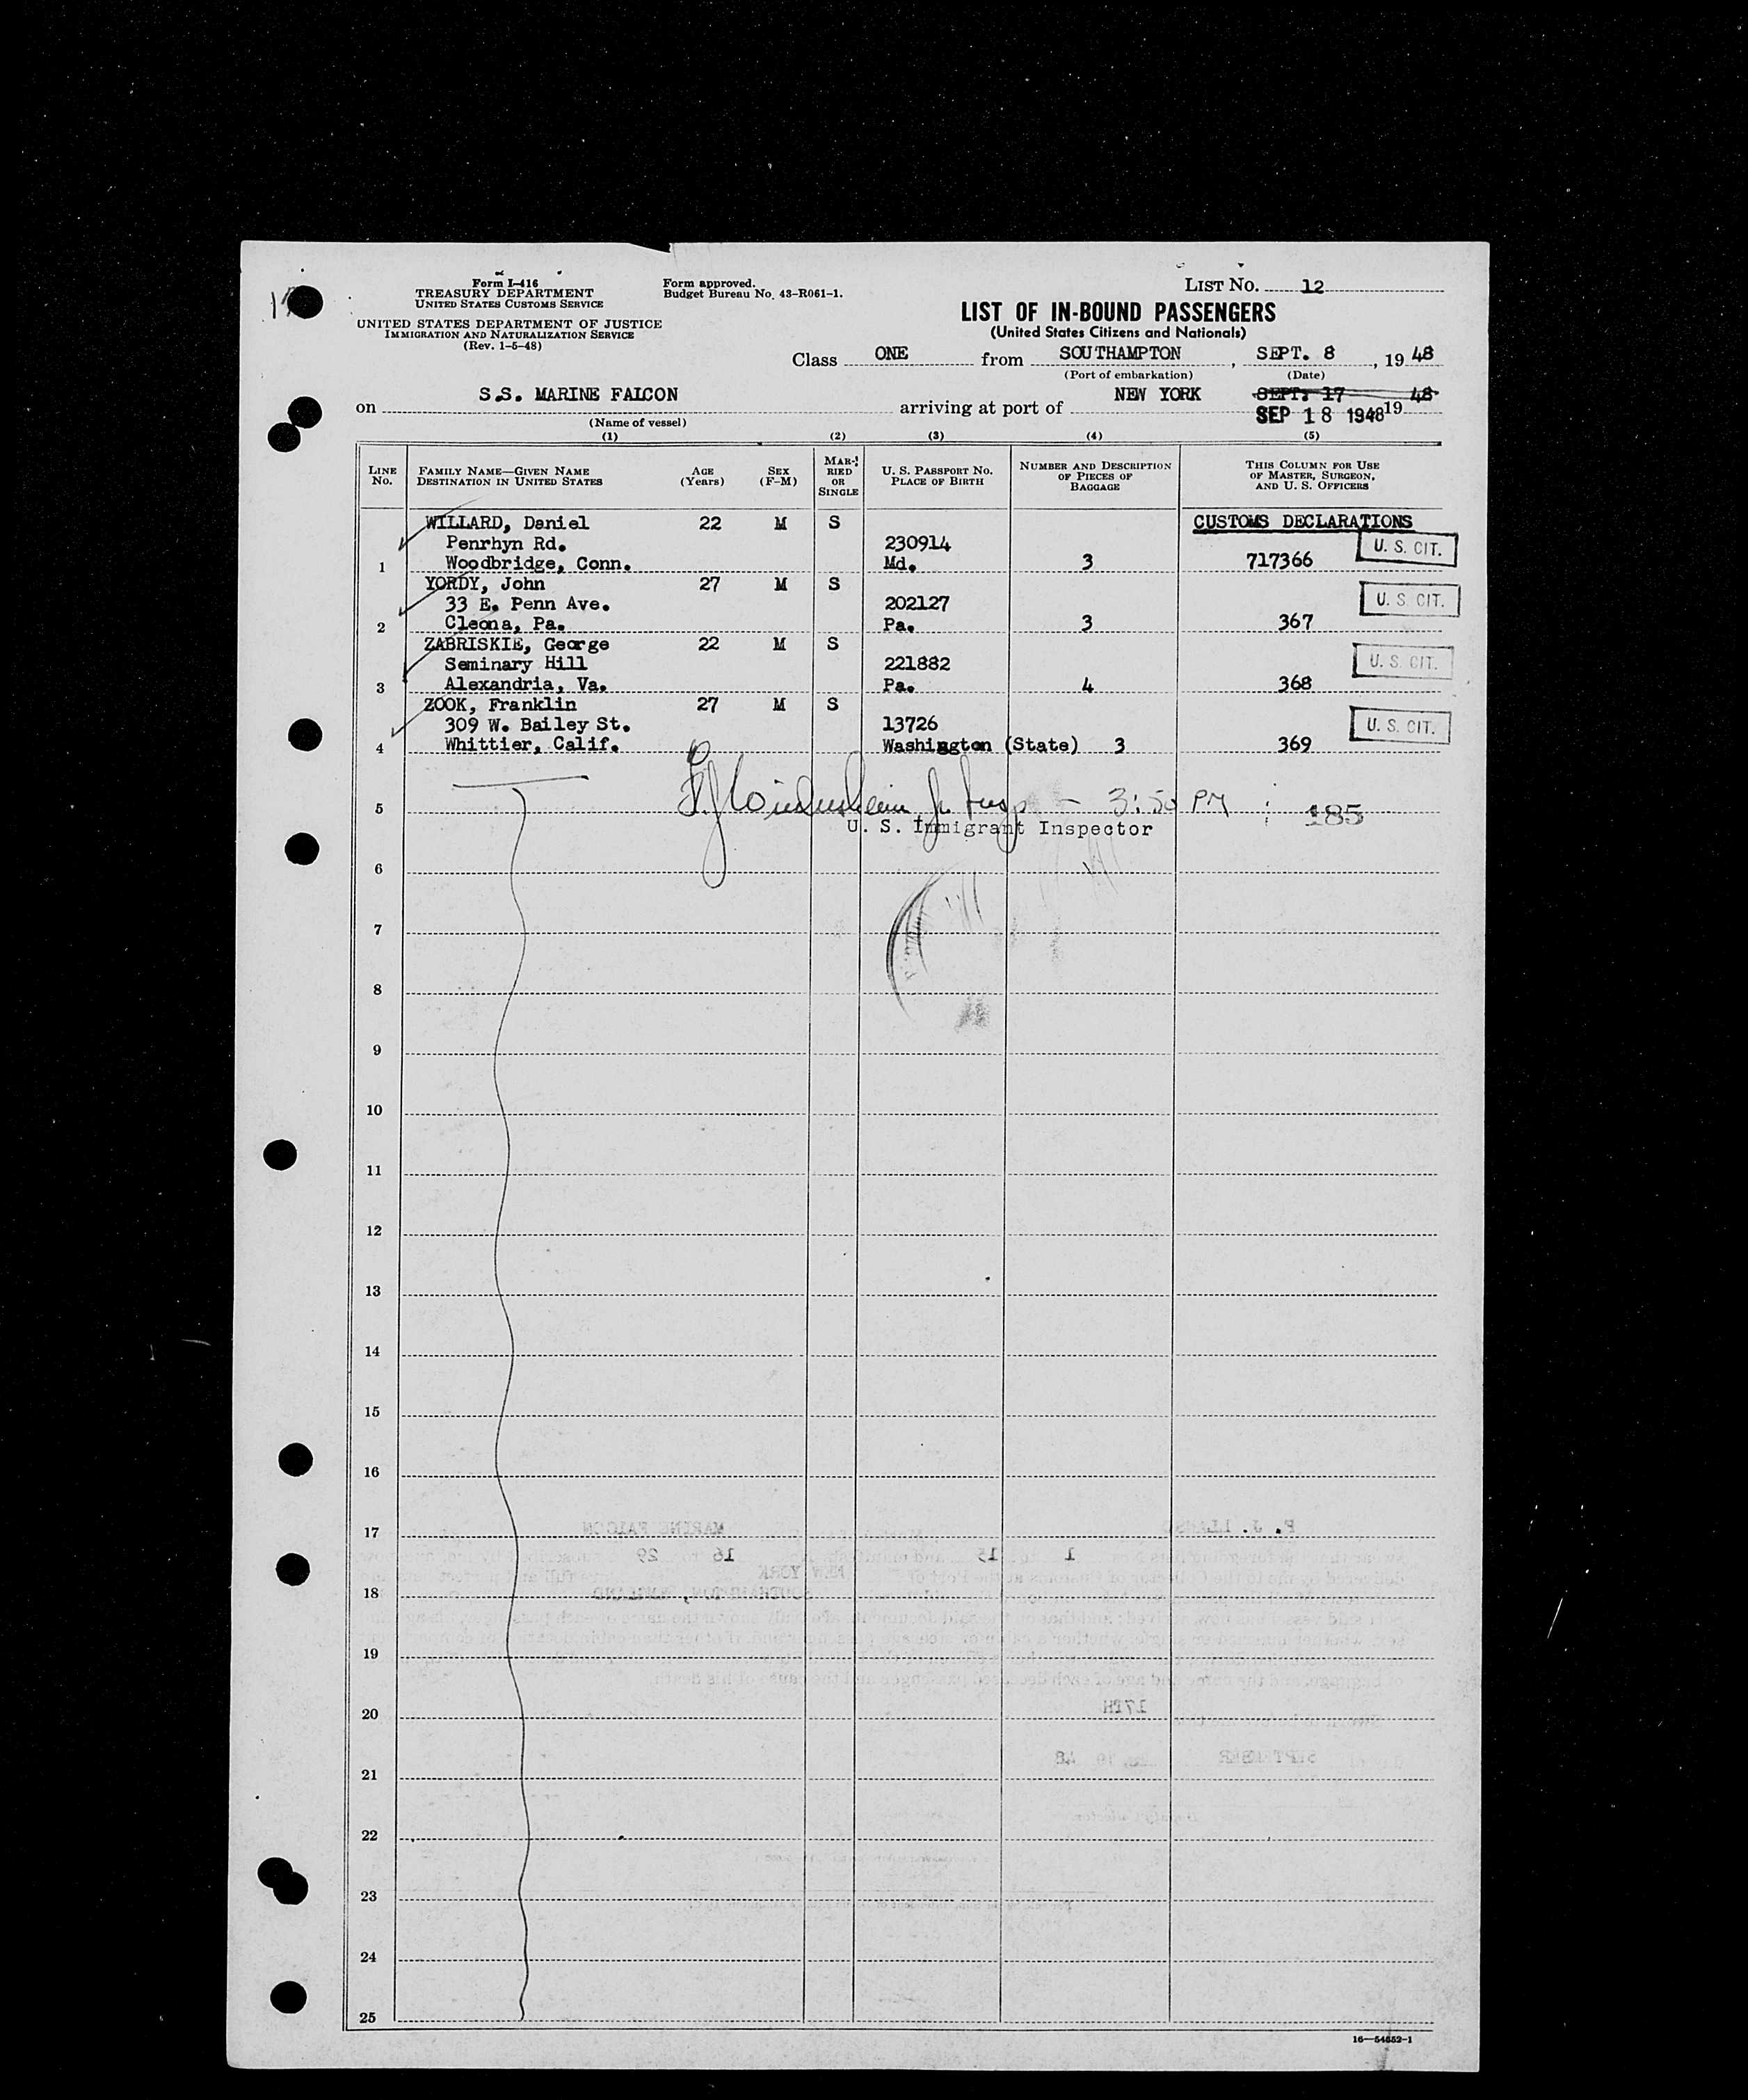 Form I-416
TREASURY DEPARTMENT
UNITED STATES CUSTOMS SERVICE
UNITED STATES DEPARTMENT OF JUSTICE
IMMIGRATION AND NATURALIZATION SERVICE
(Rev. 1-5-48)
Form approved.
Budget Bureau No. 43-R061-1.
LIST NO. 12
LIST OF IN-BOUND PASSENGERS
(United States Citizens and Nationals)
Class ONE from SOUTHAMPTON, SEPT. 8, 19 48
(Port of embarkation) (Date)
on S.S. MARINE FALCON arriving at port of NEW YORK SEPT. 17 48
SEP 18 1948 19
(Name of vessel)
(1) (2) (3) (4) (5)
LINE NO. FAMILY NAME—GIVEN NAME DESTINATION IN UNITED STATES AGE (Years) SEX (F-M) MARRIED OR SINGLE U. S. PASSPORT NO. PLACE OF BIRTH NUMBER AND DESCRIPTION OF PIECES OF BAGGAGE THIS COLUMN FOR USE OF MASTER, SURGEON, AND U. S. OFFICERS
WILLARD, Daniel 22 M S CUSTOMS DECLARATIONS
Penrhyn Rd. 230914 U. S. CIT.
1 Woodbridge, Conn. Md. 3 717366
YORDY, John 27 M S
33 E. Penn Ave. 202127 U. S. CIT.
2 Cleona, Pa. Pa. 3 367
ZABRISKIE, George 22 M S
Seminary Hill 221882 U. S. CIT.
3 Alexandria, Va. Pa. 4 368
ZOOK, Franklin 27 M S
309 W. Bailey St. 13726 U. S. CIT.
4 Whittier, Calif. Washington (State) 3 369
5 - 3:50 PM 185
U. S. Immigrant Inspector
6
7
8
9
10
11
12
13
14
15
16
17
18
19
20
21
22
23
24
25